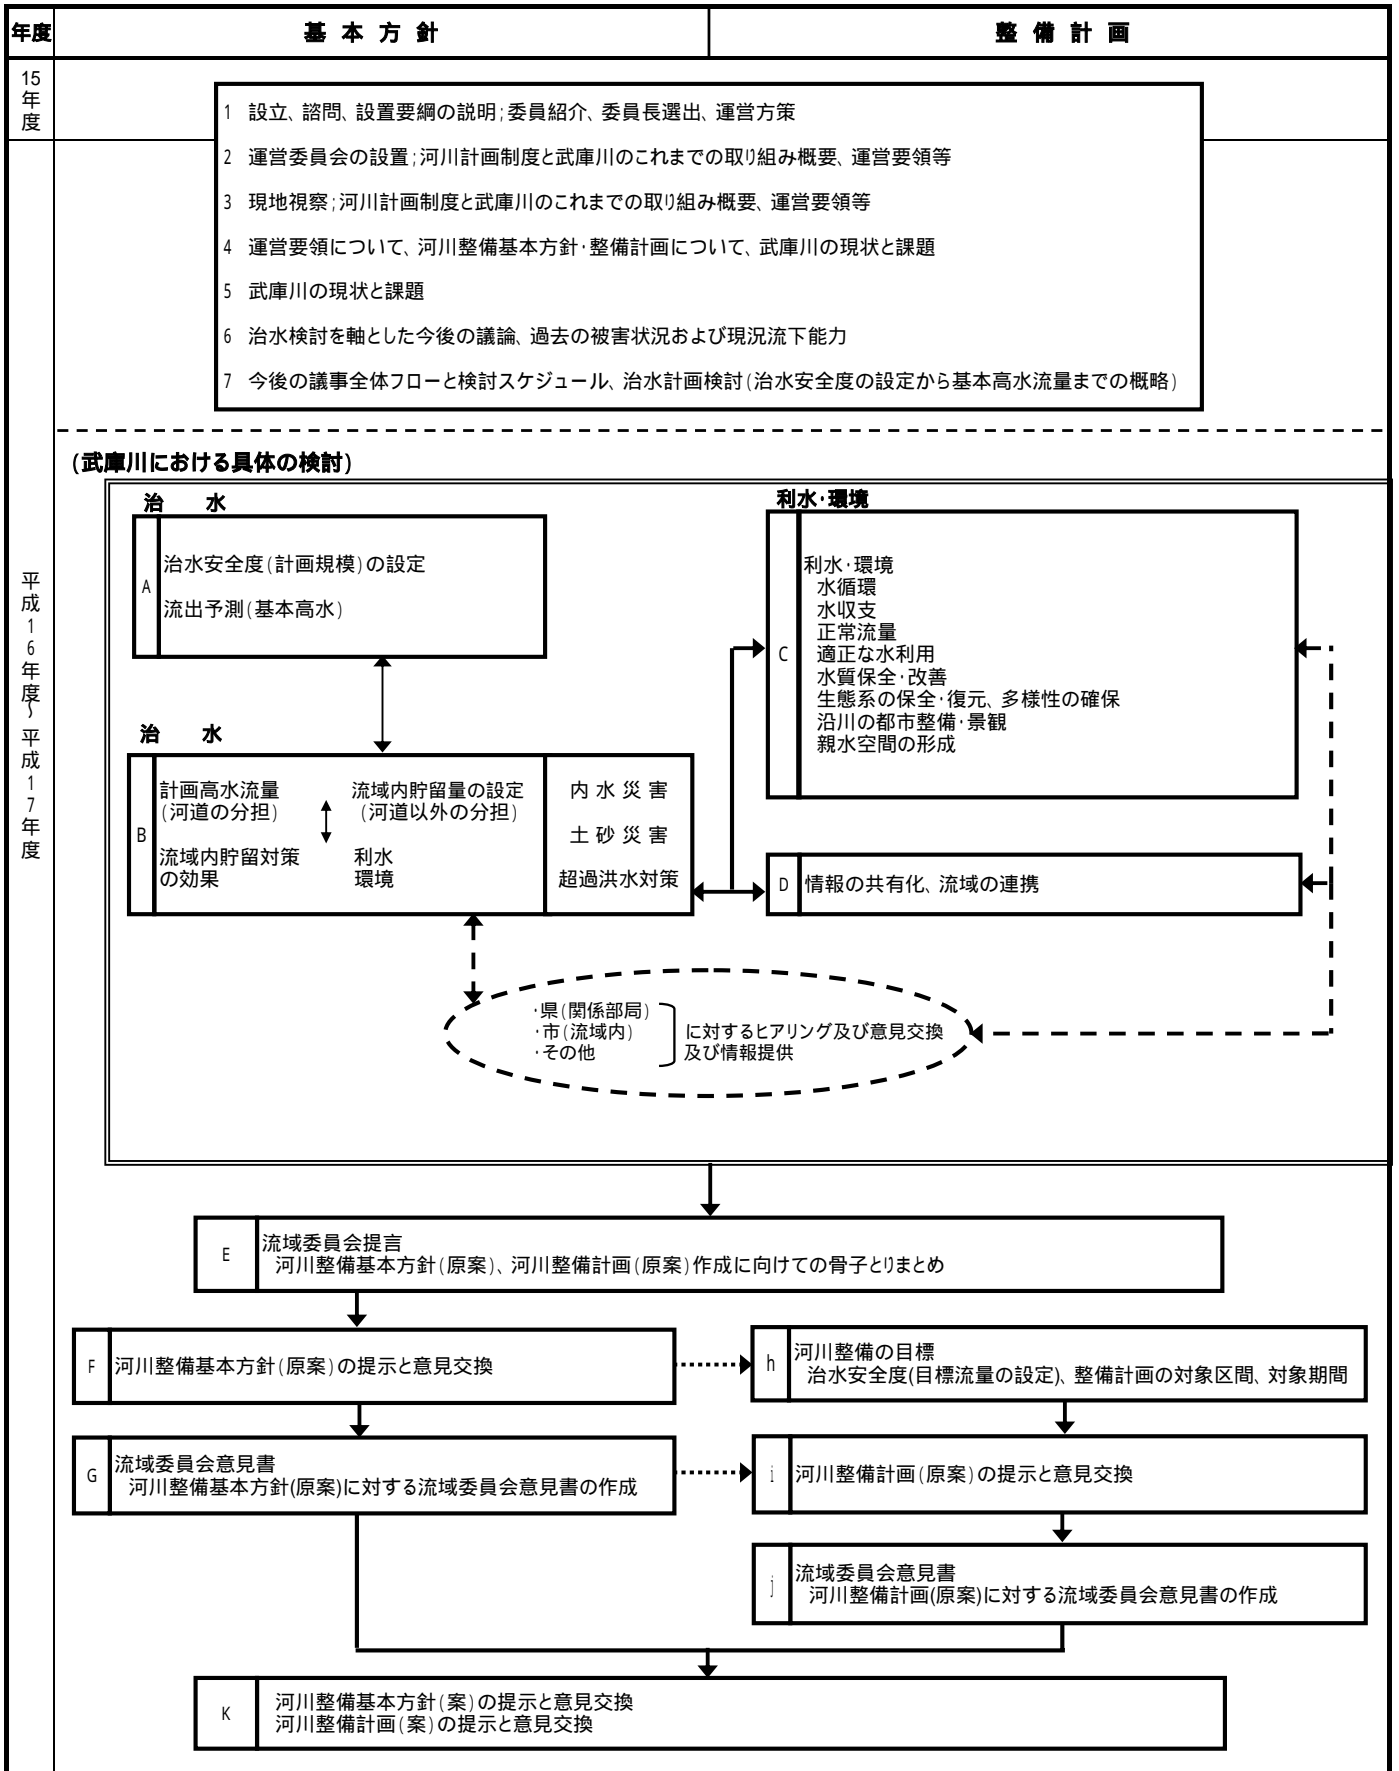 年度
基本方針
整備計画
15年度
1 設立、諮問、設置要綱の説明;委員紹介、委員長選出、運営方策
2 運営委員会の設置;河川計画制度と武庫川のこれまでの取り組み概要、運営要領等
3 現地視察;河川計画制度と武庫川のこれまでの取り組み概要、運営要領等
4 運営要領について、河川整備基本方針・整備計画について、武庫川の現状と課題
5 武庫川の現状と課題
6 治水検討を軸とした今後の議論、過去の被害状況および現況流下能力
7 今後の議事全体フローと検討スケジュール、治水計画検討(治水安全度の設定から基本高水流量までの概略)
平成16年度~平成17年度
(武庫川における具体の検討)
治 水
A
治水安全度(計画規模)の設定
流出予測(基本高水)
治 水
B
計画高水流量
(河道の分担)
流域内貯留対策
の効果
流域内貯留量の設定
(河道以外の分担)
利水
環境
内水災害
土砂災害
超過洪水対策
利水・環境
C
利水・環境
水循環
水収支
正常流量
適正な水利用
水質保全・改善
生態系の保全・復元、多様性の確保
沿川の都市整備・景観
親水空間の形成
D
情報の共有化、流域の連携
・県(関係部局)
・市(流域内)
・その他
に対するヒアリング及び意見交換
及び情報提供
E
流域委員会提言
河川整備基本方針(原案)、河川整備計画(原案)作成に向けての骨子とりまとめ
F
河川整備基本方針(原案)の提示と意見交換
h
河川整備の目標
治水安全度(目標流量の設定)、整備計画の対象区間、対象期間
G
流域委員会意見書
河川整備基本方針(原案)に対する流域委員会意見書の作成
i
河川整備計画(原案)の提示と意見交換
j
流域委員会意見書
河川整備計画(原案)に対する流域委員会意見書の作成
K
河川整備基本方針(案)の提示と意見交換
河川整備計画(案)の提示と意見交換